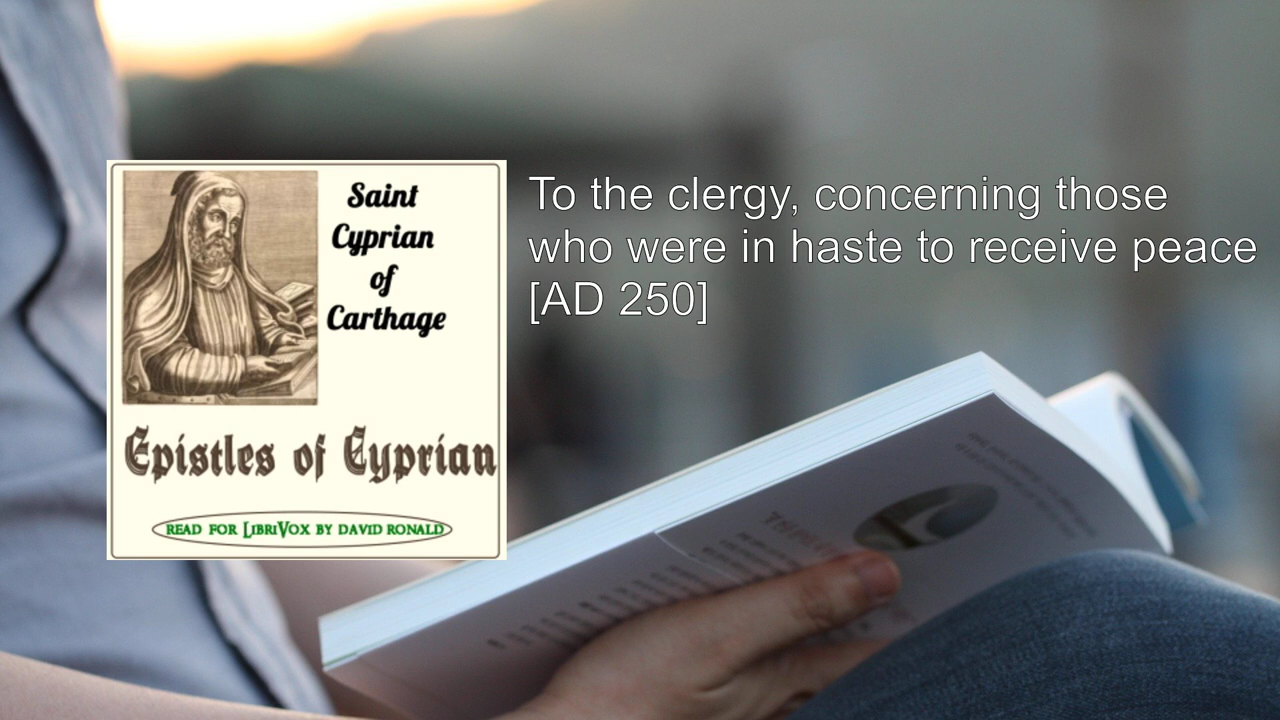 Saint
Cyprian
of
Carthage
Epistles of Cyprian
READ FOR LIBRIVOX BY DAVID RONALD
To the clergy, concerning those
who were in haste to receive peace
[AD 250]